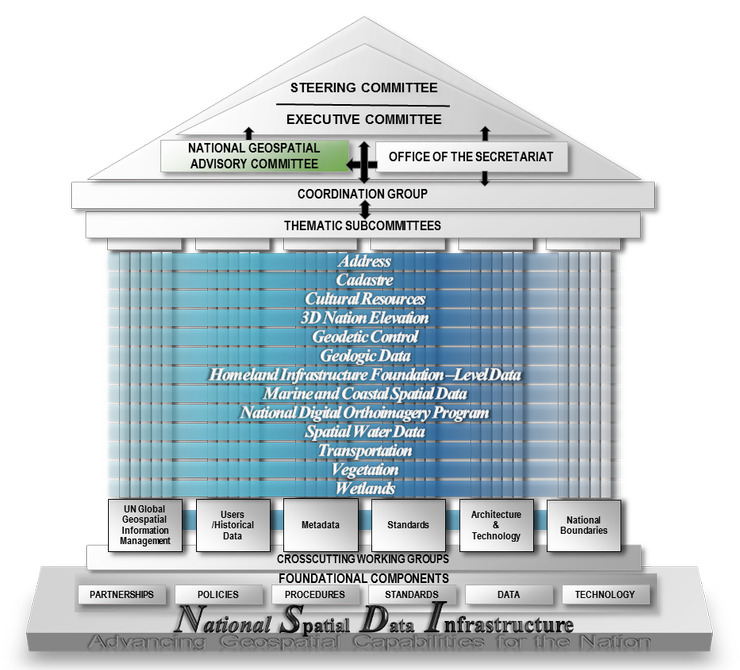 STEERING COMMITTEE
EXECUTIVE COMMITTEE
NATIONAL GEOSPATIAL
ADVISORY COMMITTEE
OFFICE OF THE SECRETARIAT
COORDINATION GROUP
THEMATIC SUBCOMMITTEES
Address
Cadastre
Cultural Resources
3D Nation Elevation
Geodetic Control
Geologic Data
Homeland Infrastructure Foundation –Level Data
Marine and Coastal Spatial Data
National Digital Orthoimagery Program
Spatial Water Data
Transportation
Vegetation
Wetlands
UN Global
Geospatial
Information
Management
Users
/Historical
Data
Metadata
Standards
Architecture
&
Technology
National
Boundaries
CROSSCUTTING WORKING GROUPS
FOUNDATIONAL COMPONENTS
PARTNERSHIPS
POLICIES
PROCEDURES
STANDARDS
DATA
TECHNOLOGY
National Spatial Data Infrastructure
Advancing Geospatial Capabilities for the Nation